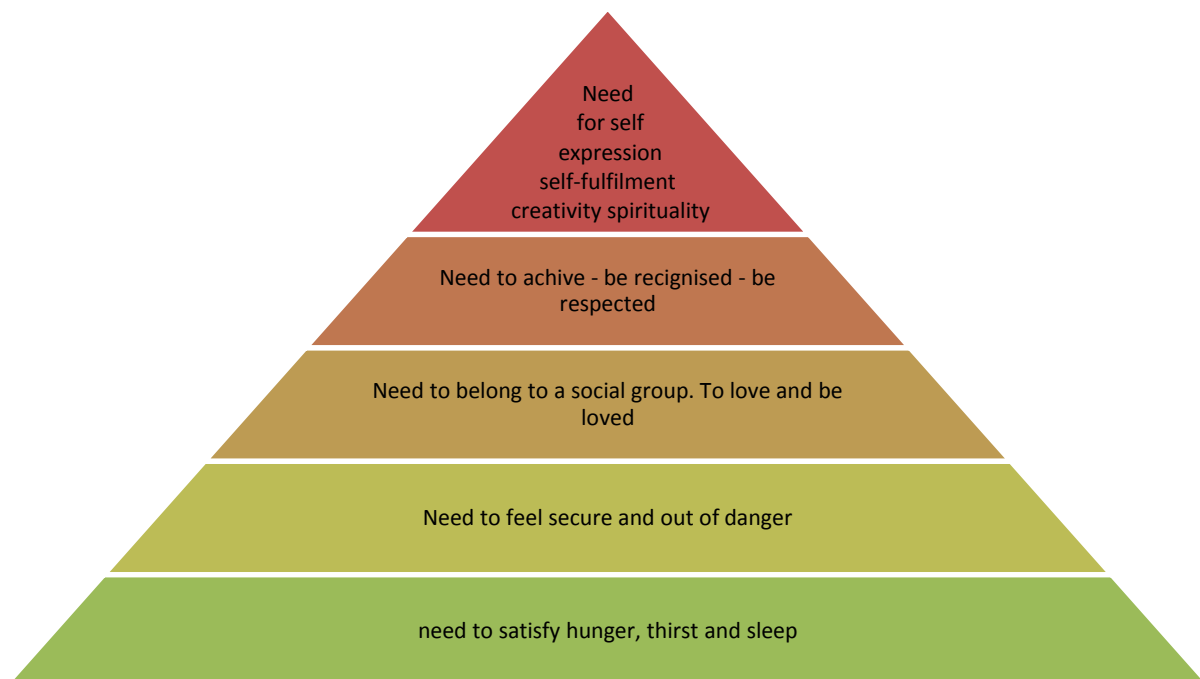 Need
for self
expression
self-fulfilment
creativity spirituality
Need to achive - be recignised - be
respected
Need to belong to a social group. To love and be
loved
Need to feel secure and out of danger
need to satisfy hunger, thirst and sleep